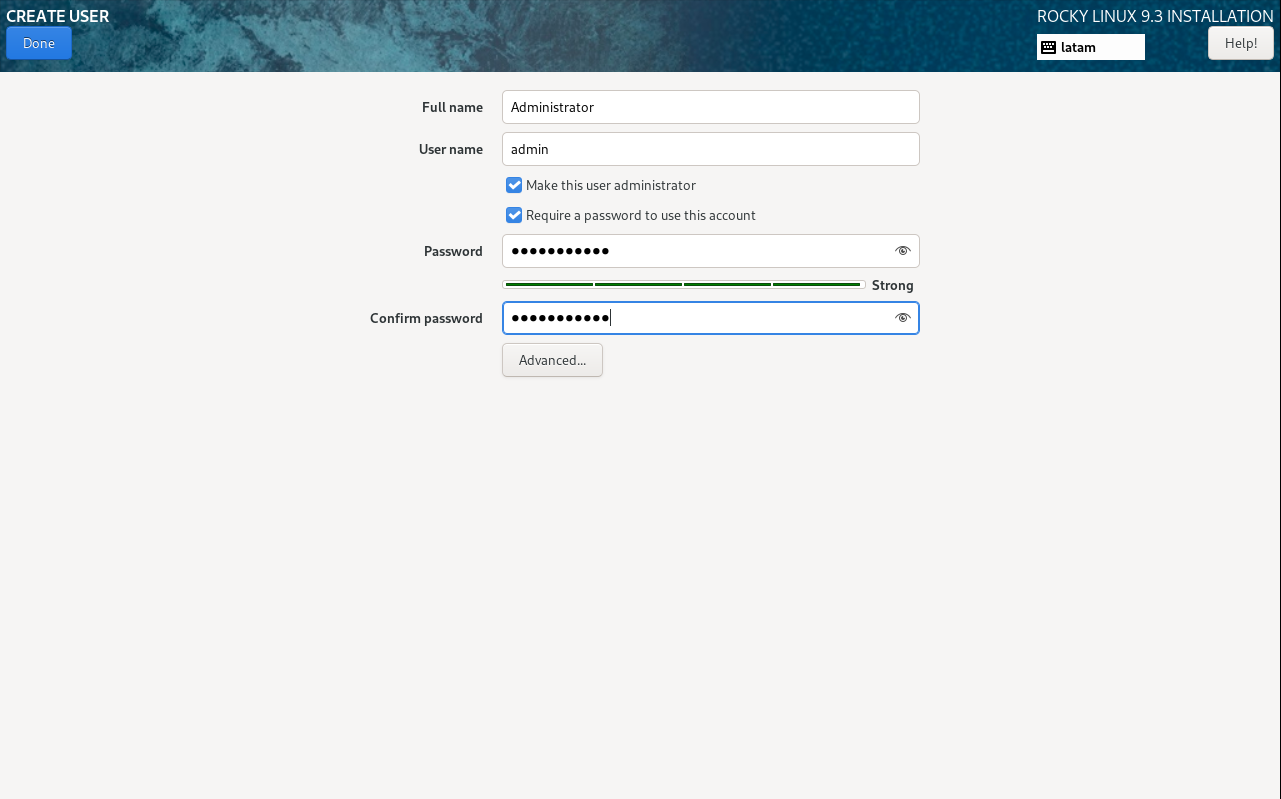 CREATE USER
ROCKY LINUX 9.3 INSTALLATION
Done
latam
Help!
Full name
Administrator
User name
admin
Make this user administrator
Require a password to use this account
Password
●●●●●●●●●●●
Strong
Confirm password
●●●●●●●●●●●
Advanced...